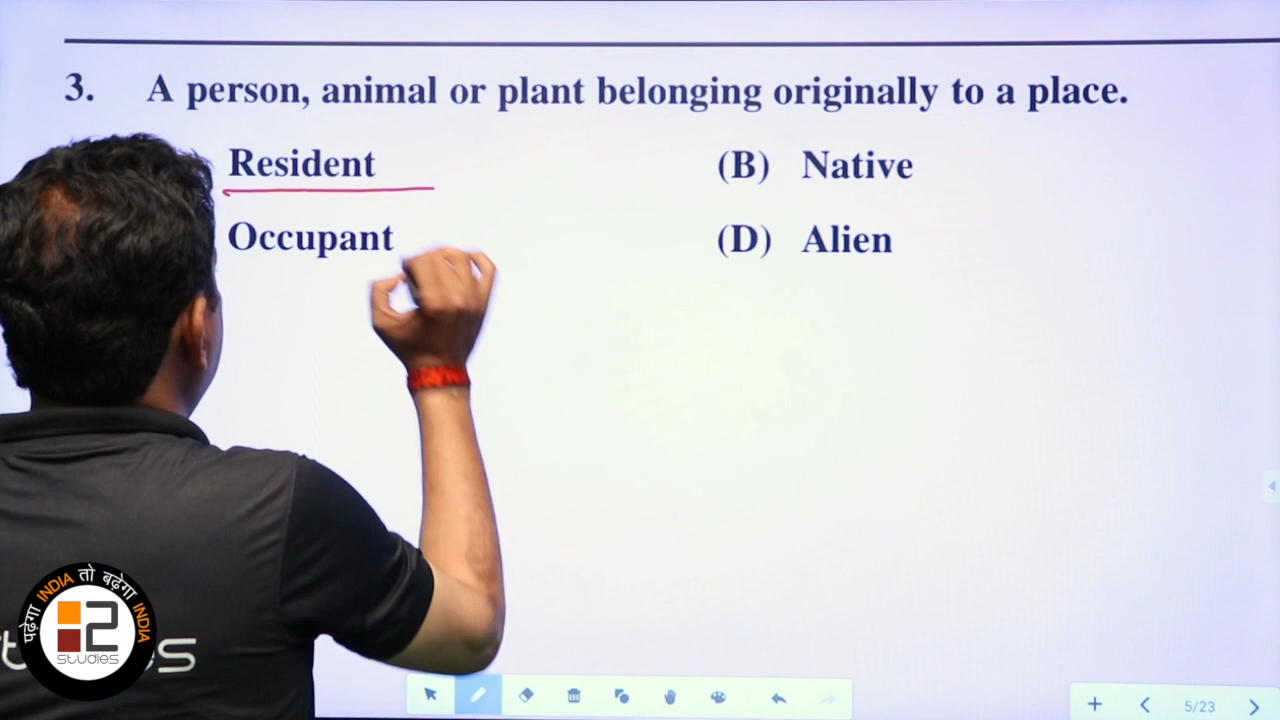 3. A person, animal or plant belonging originally to a place.
Resident (B) Native
Occupant (D) Alien
पढ़ेगा INDIA तो बढ़ेगा INDIA
2
studies
5/23